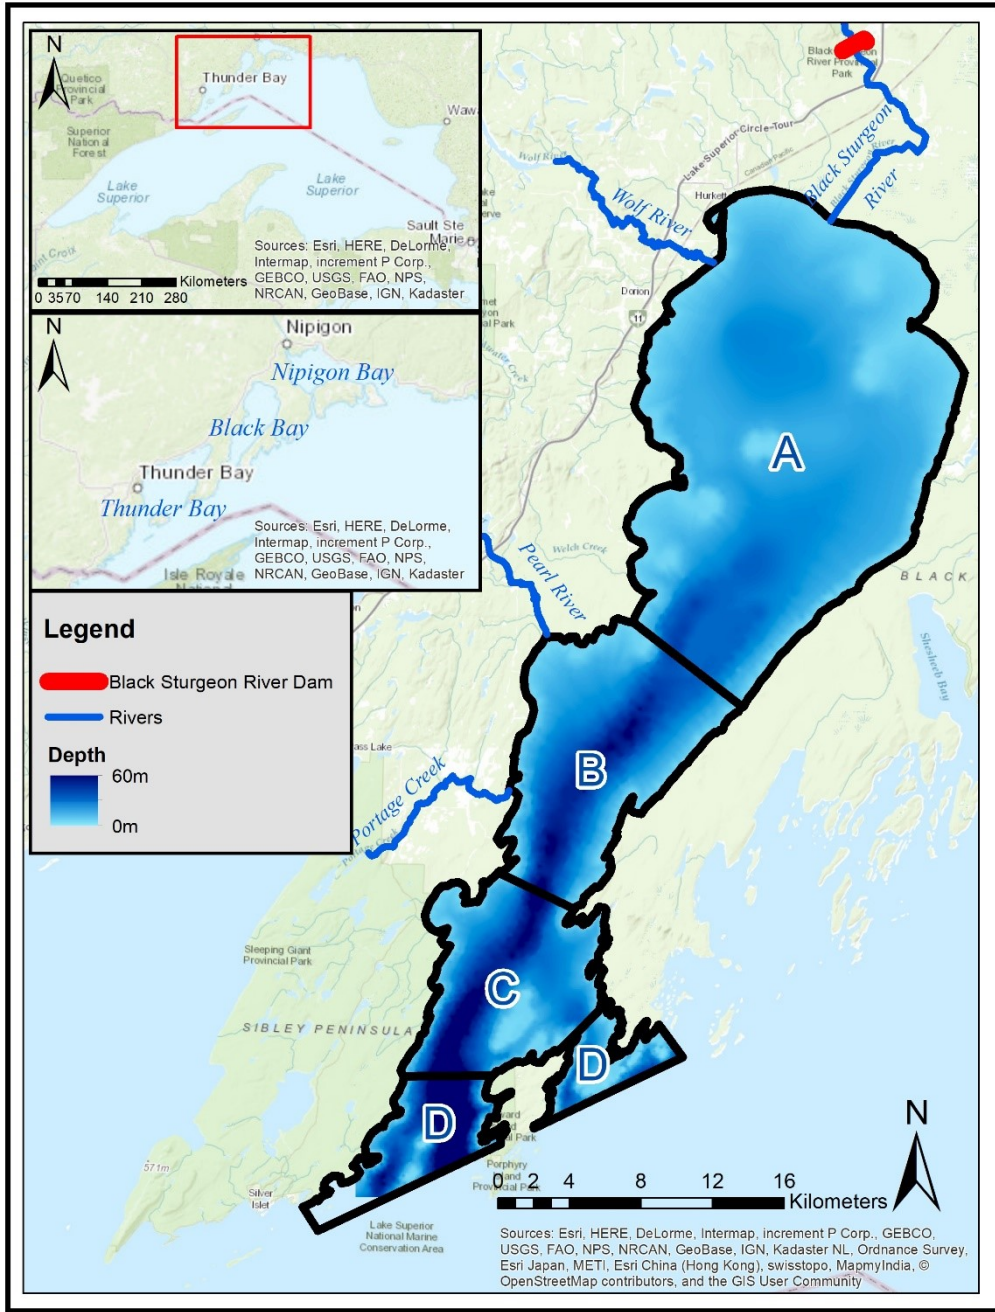 N
Quetico
Provincial
Park
Thunder Bay
Superior
National
Forest
Lake
Superior
Lake
Superior
Sault Ste
Marie
Sources: Esri, HERE, DeLorme,
Intermap, increment P Corp.,
GEBCO, USGS, FAO, NPS,
NRCAN, GeoBase, IGN, Kadaster
Kilometers
0 3570 140 210 280
N
Nipigon
Nipigon Bay
Black Bay
Thunder Bay
Thunder Bay
Sources: Esri, HERE, DeLorme,
Intermap, increment P Corp.,
GEBCO, USGS, FAO, NPS,
NRCAN, GeoBase, IGN, Kadaster
Isle Royale
National
Legend
Black Sturgeon River Dam
Rivers
Depth
60m
0m
River Provincial
Park
Lake-Superior-Circle-Tour
Canadian Pacific
Black Sturgeon
River
Wolf River
Wolf River
Hurkett
Dorion
11
A
BLACK
Shesheeb Bay
Welch Creek
Pearl River
B
Portage Creek
Sleeping Giant
Provincial Park
SIBLEY PENINSULA
C
D
D
571m
Silver
Islet
Porphyry
Island
Provincial Park
Lake Superior
National Marine
Conservation Area
N
0 2 4 8 12 16
Kilometers
Sources: Esri, HERE, DeLorme, Intermap, increment P Corp., GEBCO,
USGS, FAO, NPS, NRCAN, GeoBase, IGN, Kadaster NL, Ordnance Survey,
Esri Japan, METI, Esri China (Hong Kong), swisstopo, MapmyIndia, ©
OpenStreetMap contributors, and the GIS User Community